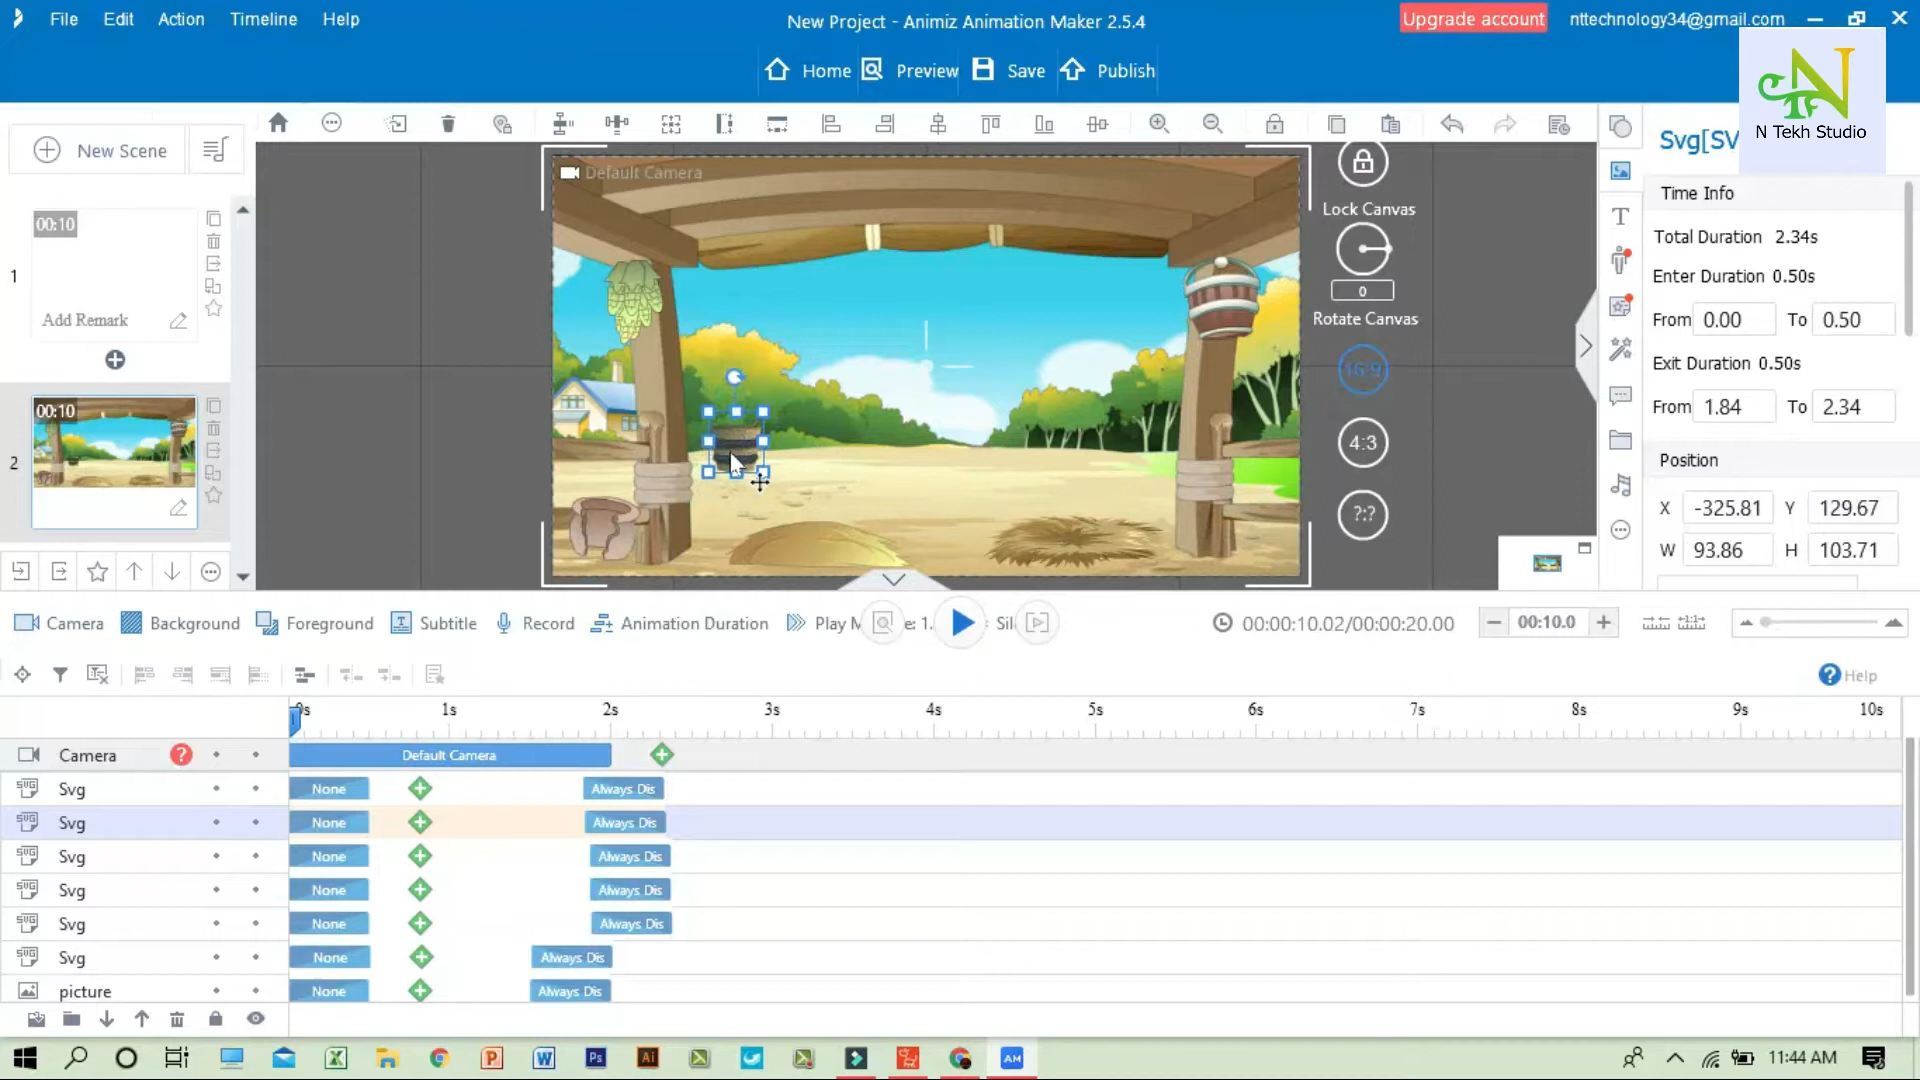 File Edit Action Timeline Help
New Project - Animiz Animation Maker 2.5.4
Upgrade account nttechnology34@gmail.com
Home Preview Save Publish
N Tekh Studio
New Scene
Svg[SV
Default Camera
Lock Canvas
0
Rotate Canvas
16:9
4:3
?:?
Time Info
Total Duration 2.34s
Enter Duration 0.50s
From 0.00 To 0.50
Exit Duration 0.50s
From 1.84 To 2.34
Position
X -325.81 Y 129.67
W 93.86 H 103.71
00:10
1
Add Remark
00:10
2
Camera Background Foreground Subtitle Record Animation Duration Play M e: 1. Sil
00:00:10.02/00:00:20.00
00:10.0
Help
0s 1s 2s 3s 4s 5s 6s 7s 8s 9s 10s
Camera ? Default Camera
Svg None Always Dis
Svg None Always Dis
Svg None Always Dis
Svg None Always Dis
Svg None Always Dis
Svg None Always Dis
picture None Always Dis
AM
11:44 AM